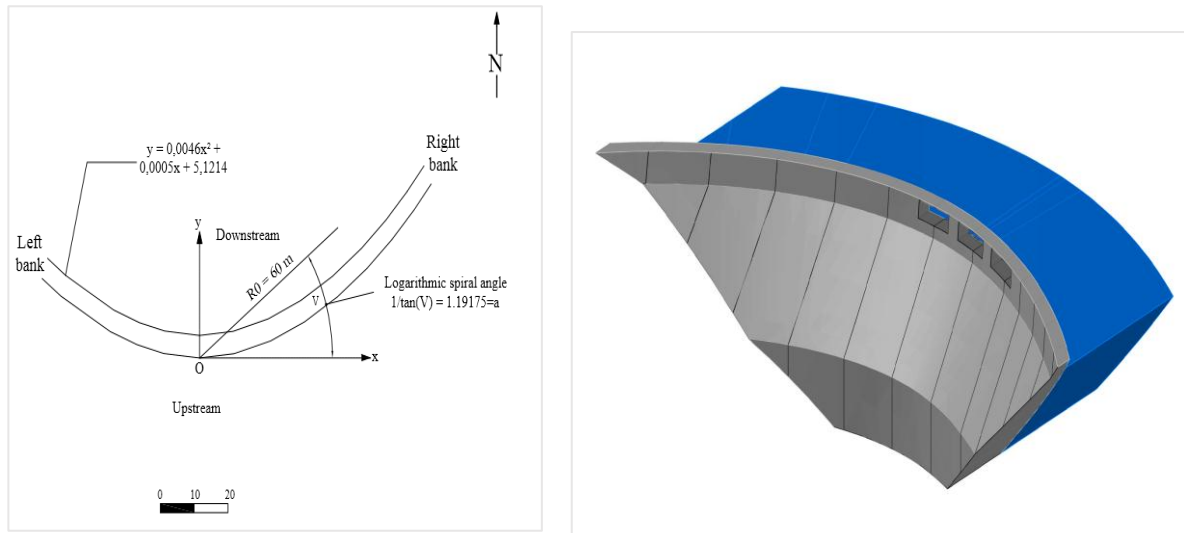 N
y = 0,0046x² +
0,0005x + 5,1214
Right
bank
y
Downstream
Left
bank
R0 = 60 m
Logarithmic spiral angle
1/tan(V) = 1.19175=a
V
x
O
Upstream
0 10 20